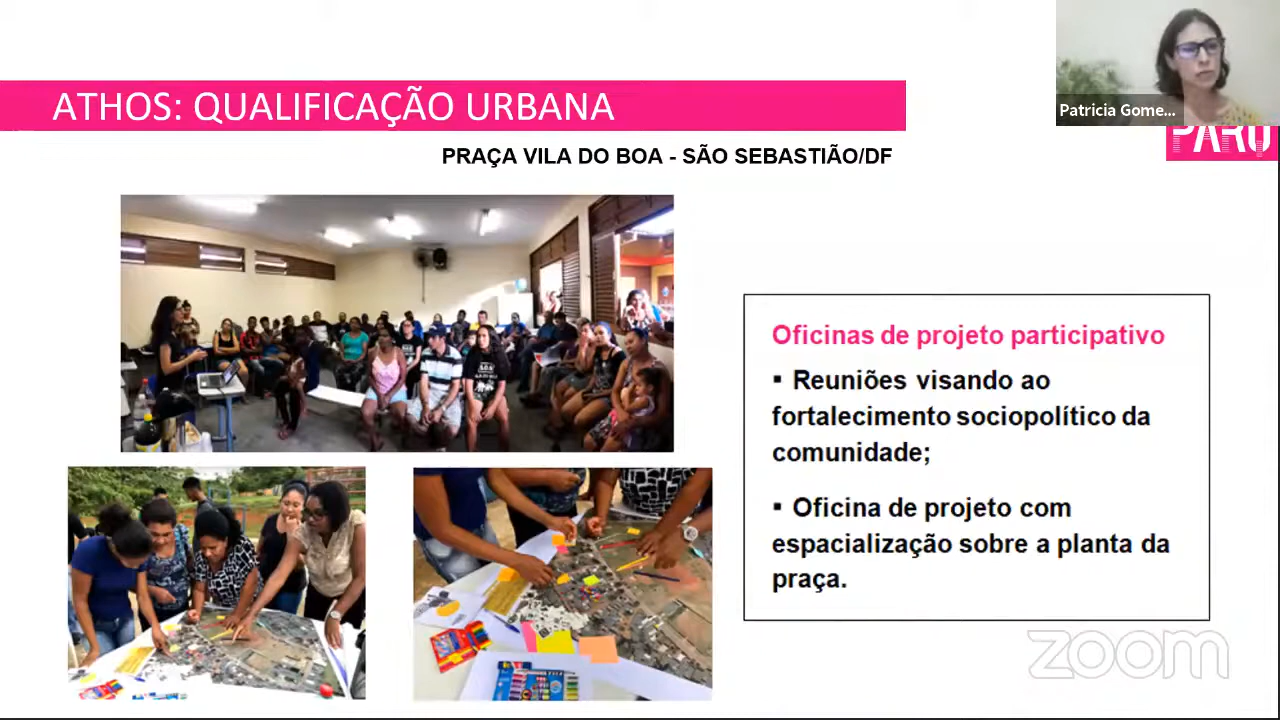 ATHOS: QUALIFICAÇÃO URBANA
Patricia Gome...
PRAÇA VILA DO BOA - SÃO SEBASTIÃO/DF
Oficinas de projeto participativo
▪ Reuniões visando ao
fortalecimento sociopolítico da
comunidade;
▪ Oficina de projeto com
espacialização sobre a planta da
praça.
zoom